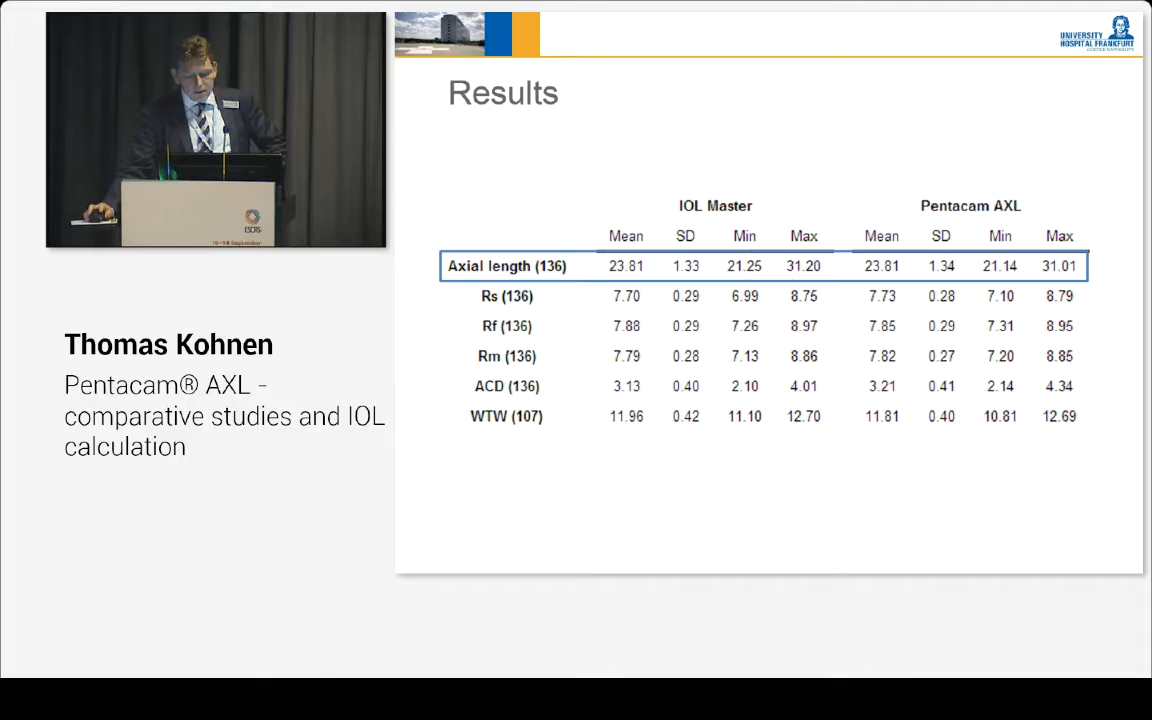 UNIVERSITY
HOSPITAL FRANKFURT
Results
ESCRS
Thomas Kohnen
Pentacam® AXL -
comparative studies and IOL
calculation
IOL Master Pentacam AXL
Mean SD Min Max Mean SD Min Max
Axial length (136) 23.81 1.33 21.25 31.20 23.81 1.34 21.14 31.01
Rs (136) 7.70 0.29 6.99 8.75 7.73 0.28 7.10 8.79
Rf (136) 7.88 0.29 7.26 8.97 7.85 0.29 7.31 8.95
Rm (136) 7.79 0.28 7.13 8.86 7.82 0.27 7.20 8.85
ACD (136) 3.13 0.40 2.10 4.01 3.21 0.41 2.14 4.34
WTW (107) 11.96 0.42 11.10 12.70 11.81 0.40 10.81 12.69